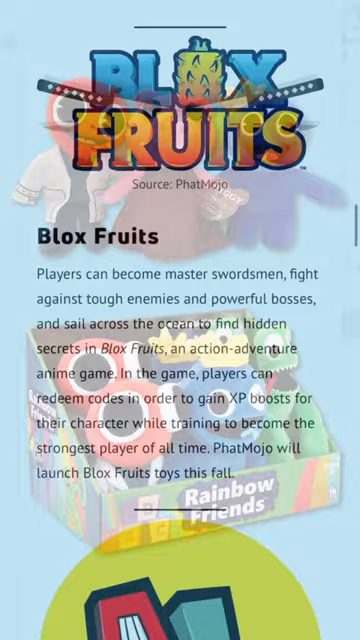 BLOX
FRUITS
™
Source: PhatMojo
Blox Fruits
Players can become master swordsmen, fight
against tough enemies and powerful bosses,
and sail across the ocean to find hidden
secrets in Blox Fruits, an action-adventure
anime game. In the game, players can
redeem codes in order to gain XP boosts for
their character while training to become the
strongest player of all time. PhatMojo will
launch Blox Fruits toys this fall.
Rainbow
Friends